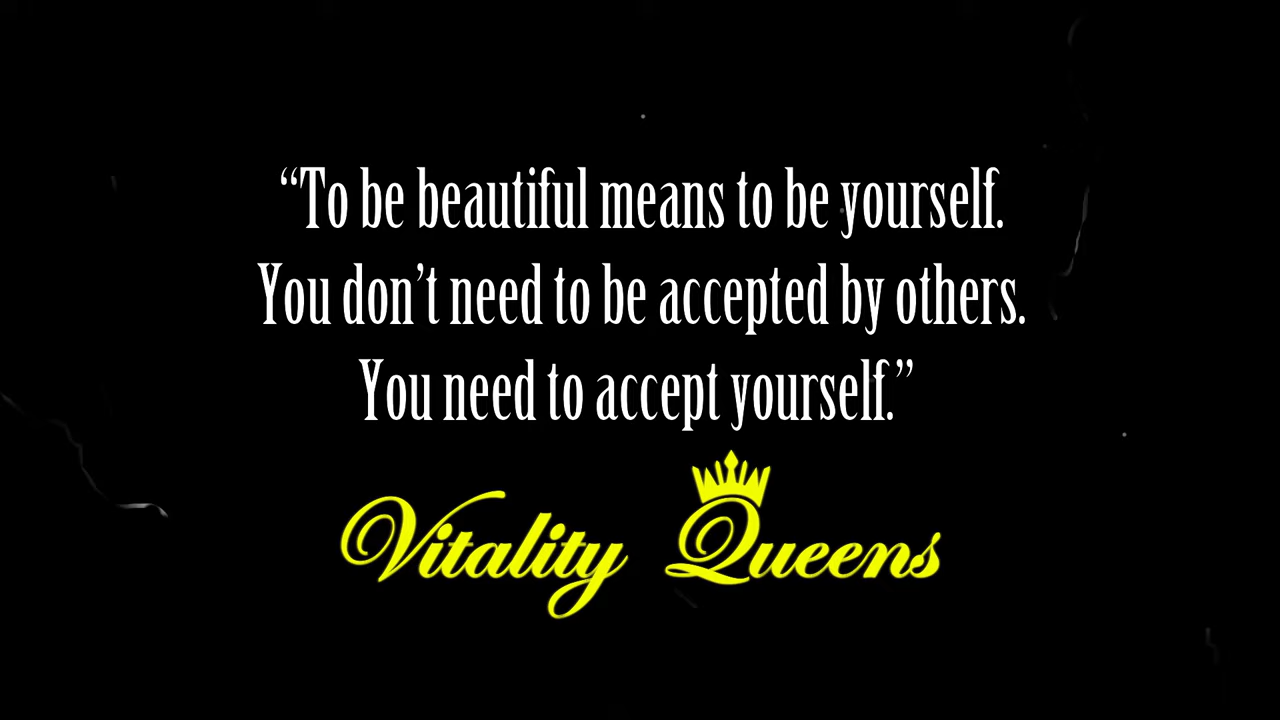 “To be beautiful means to be yourself.
You don’t need to be accepted by others.
You need to accept yourself.”
Vitality Queens